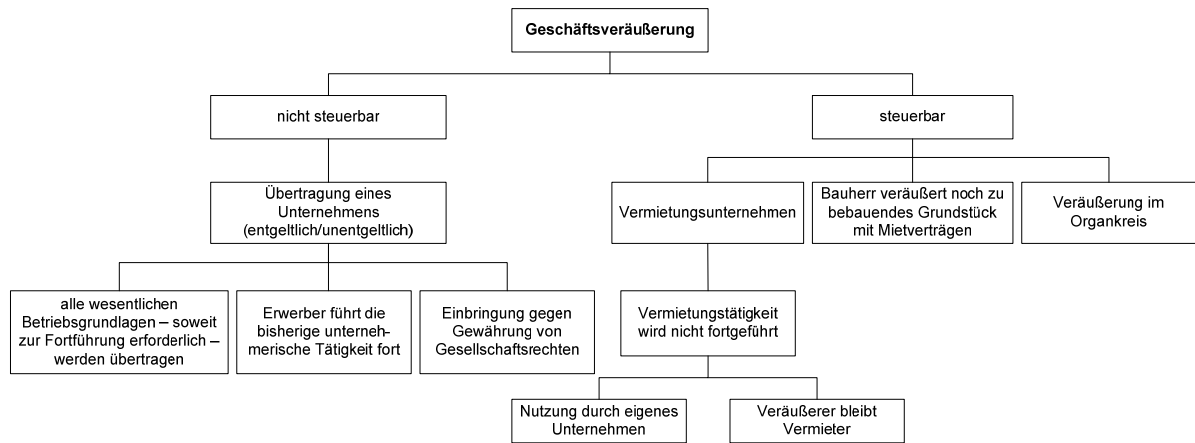 Geschäftsveräußerung
nicht steuerbar
steuerbar
Übertragung eines
Unternehmens
(entgeltlich/unentgeltlich)
Vermietungsunternehmen
Bauherr veräußert noch zu
bebauendes Grundstück
mit Mietverträgen
Veräußerung im
Organkreis
alle wesentlichen
Betriebsgrundlagen – soweit
zur Fortführung erforderlich –
werden übertragen
Erwerber führt die
bisherige unterneh-
merische Tätigkeit fort
Einbringung gegen
Gewährung von
Gesellschaftsrechten
Vermietungstätigkeit
wird nicht fortgeführt
Nutzung durch eigenes
Unternehmen
Veräußerer bleibt
Vermieter